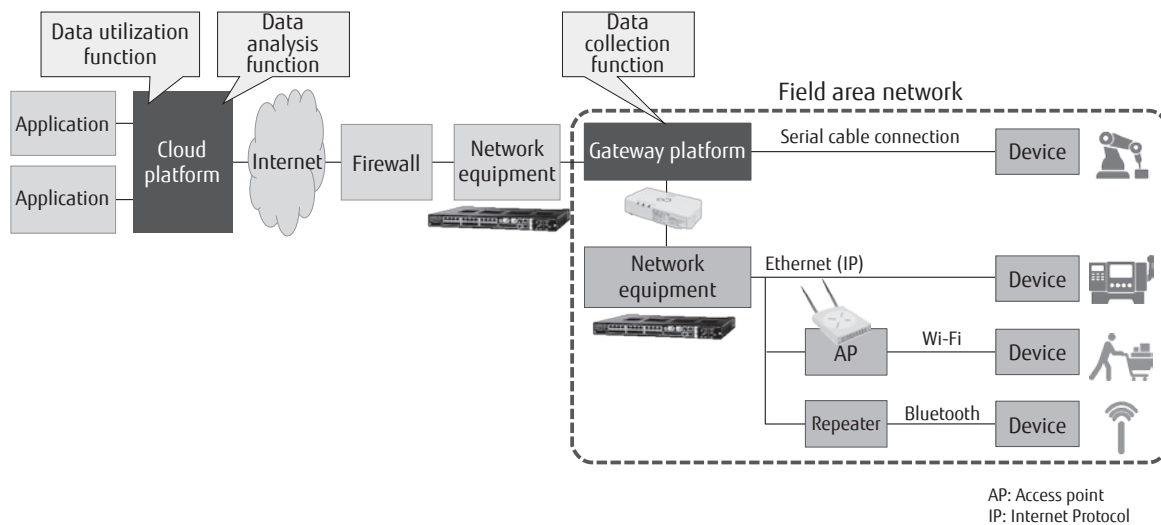 Data utilization
function
Data
analysis
function
Data
collection
function
Field area network
Application
Application
Cloud
platform
Internet
Firewall
Network
equipment
Gateway platform
Serial cable connection
Device
Network
equipment
Ethernet (IP)
Device
AP
Wi-Fi
Device
Repeater
Bluetooth
Device
AP: Access point
IP: Internet Protocol